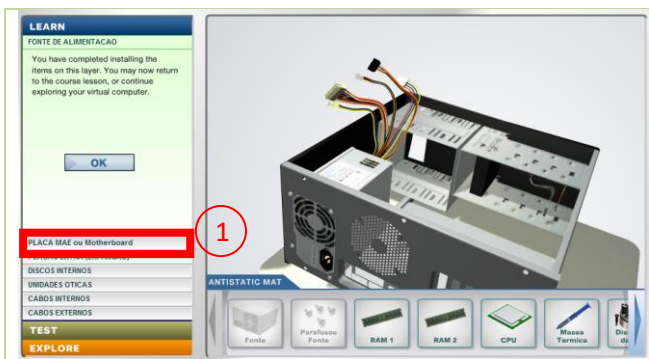 LEARN
FONTE DE ALIMENTACAO
You have completed installing the
items on this layer. You may now return
to the course lesson, or continue
exploring your virtual computer.
OK
PLACA MAE ou Motherboard
DISCOS INTERNOS
UNIDADES OTICAS
CABOS INTERNOS
CABOS EXTERNOS
TEST
EXPLORE
1
ANTISTATIC MAT
Fonte
Parafusos
Fonte
RAM 1
RAM 2
CPU
Massa
Termica